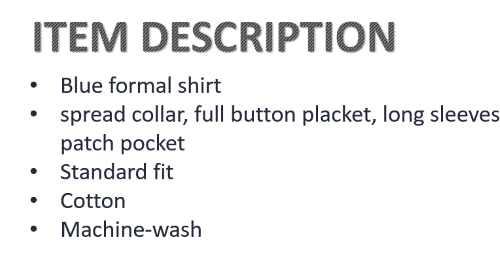 ITEM DESCRIPTION
• Blue formal shirt
• spread collar, full button placket, long sleeves
patch pocket
• Standard fit
• Cotton
• Machine-wash